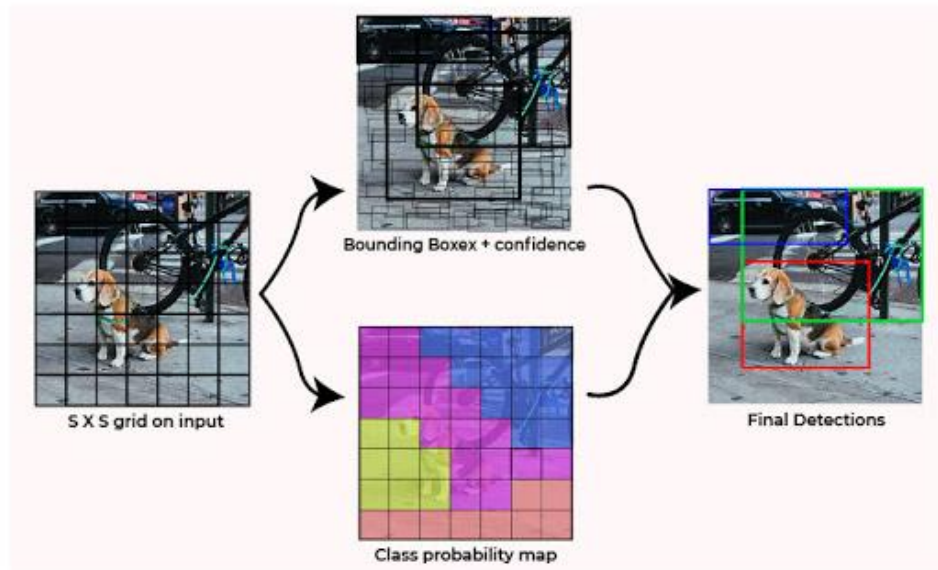 Bounding Boxex + confidence
S X S grid on input
Final Detections
Class probability map